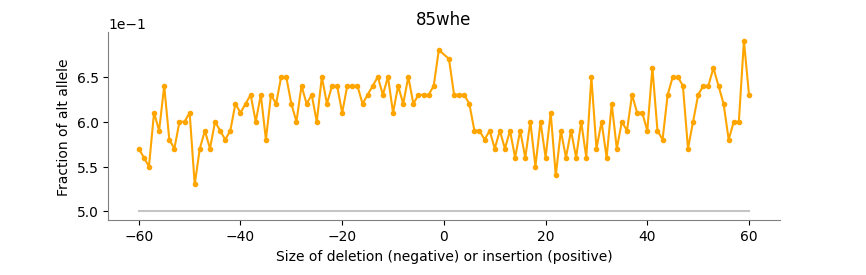 85whe
1e−1
6.5
6.0
5.5
5.0
Fraction of alt allele
−60 −40 −20 0 20 40 60
Size of deletion (negative) or insertion (positive)